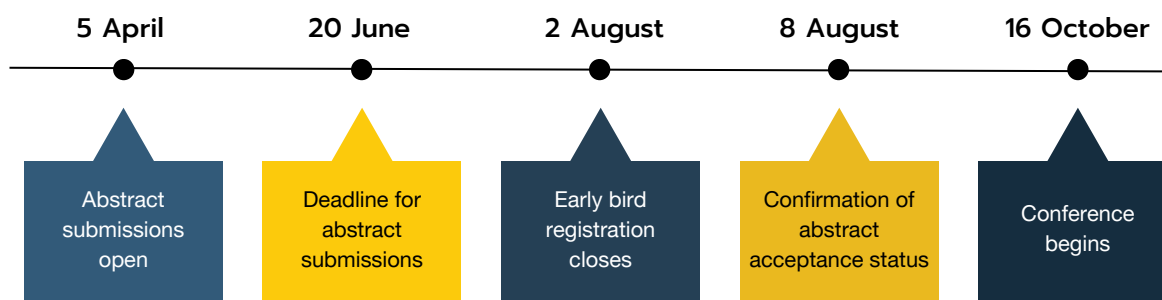 5 April
20 June
2 August
8 August
16 October
Abstract
submissions
open
Deadline for
abstract
submissions
Early bird
registration
closes
Confirmation of
abstract
acceptance status
Conference
begins